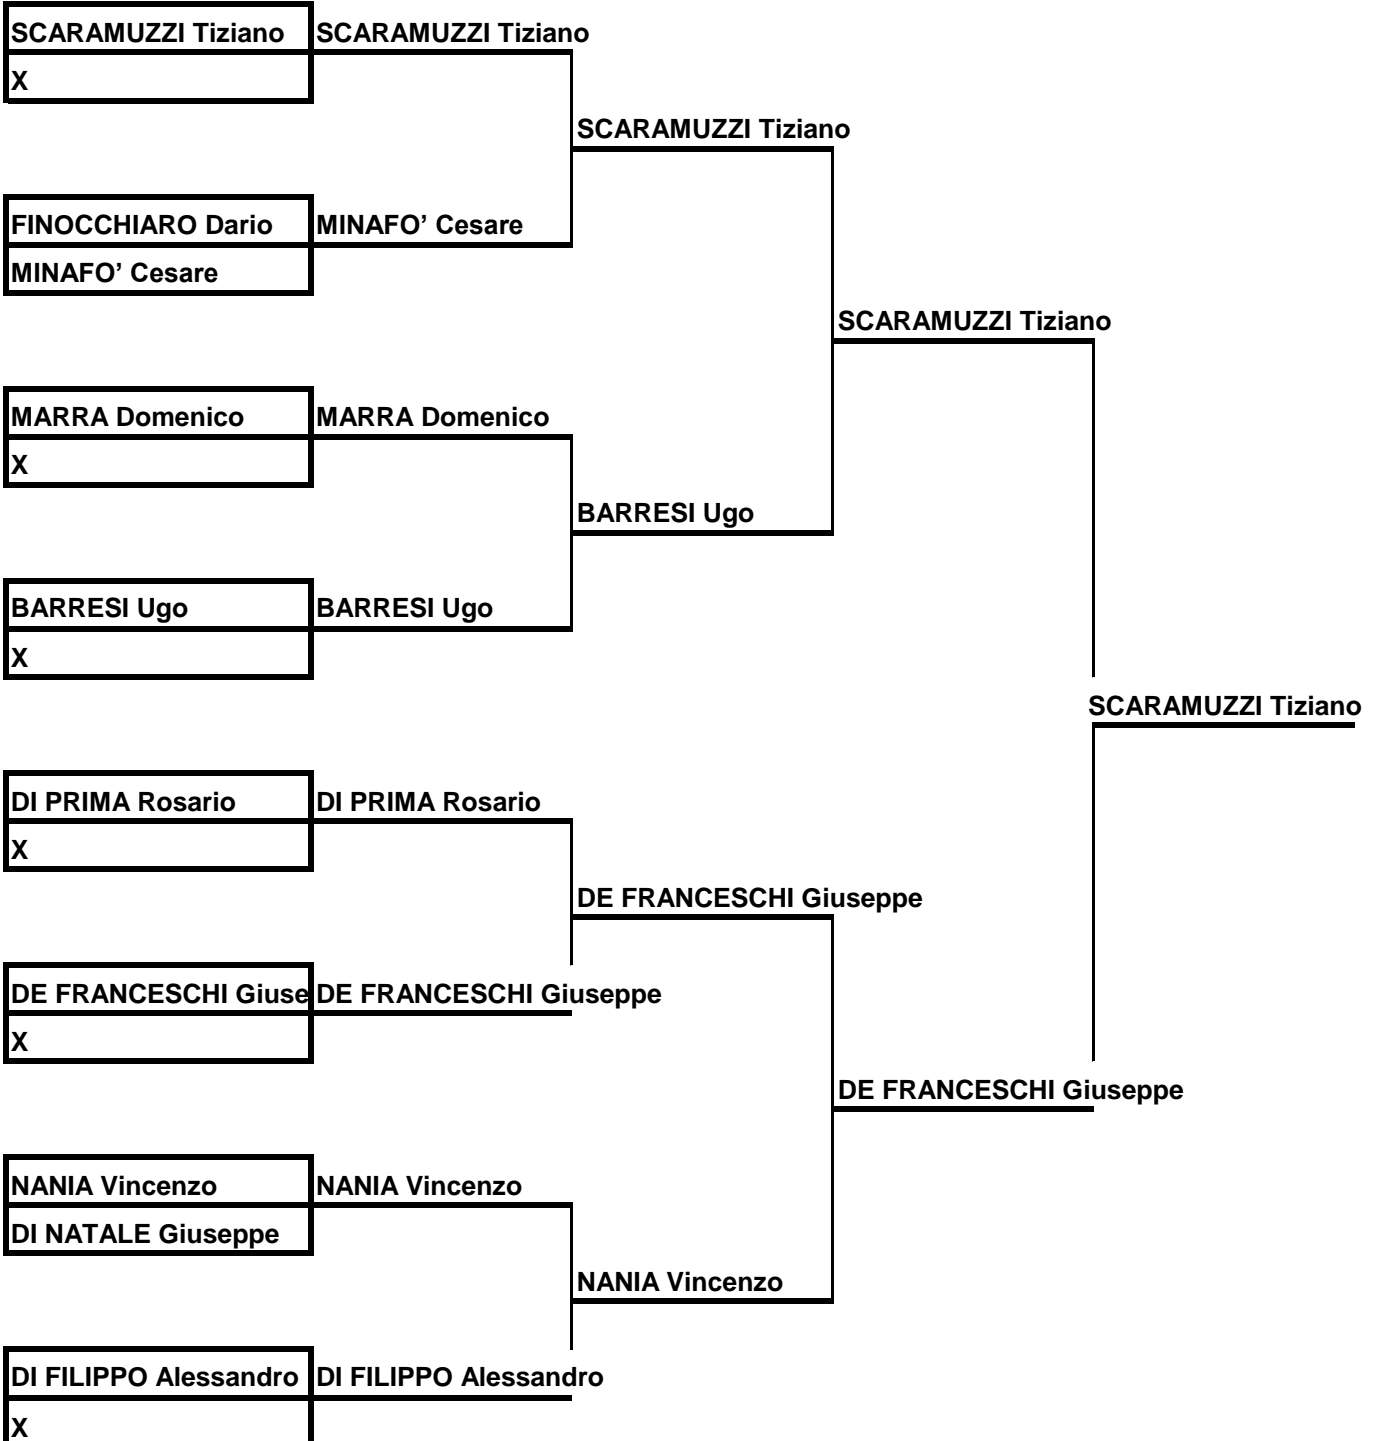 SCARAMUZZI Tiziano SCARAMUZZI Tiziano
X
SCARAMUZZI Tiziano
FINOCCHIARO Dario MINAFO’ Cesare
MINAFO’ Cesare
SCARAMUZZI Tiziano
MARRA Domenico MARRA Domenico
X
BARRESI Ugo
BARRESI Ugo BARRESI Ugo
X
SCARAMUZZI Tiziano
DI PRIMA Rosario DI PRIMA Rosario
X
DE FRANCESCHI Giuseppe
DE FRANCESCHI Giuse DE FRANCESCHI Giuseppe
X
DE FRANCESCHI Giuseppe
NANIA Vincenzo NANIA Vincenzo
DI NATALE Giuseppe
NANIA Vincenzo
DI FILIPPO Alessandro DI FILIPPO Alessandro
X